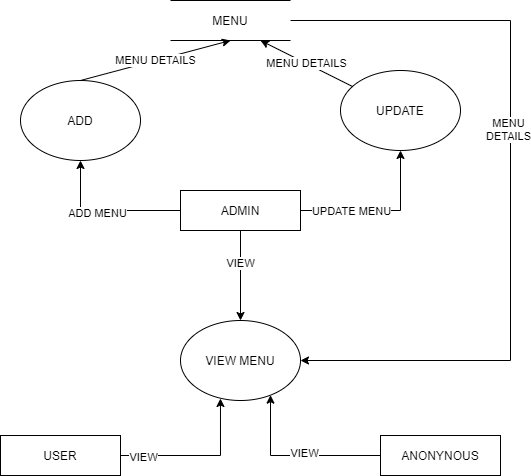 MENU
MENU DETAILS
MENU DETAILS
ADD
UPDATE
MENU
DETAILS
ADD MENU
ADMIN
UPDATE MENU
VIEW
VIEW MENU
USER
VIEW
VIEW
ANONYNOUS